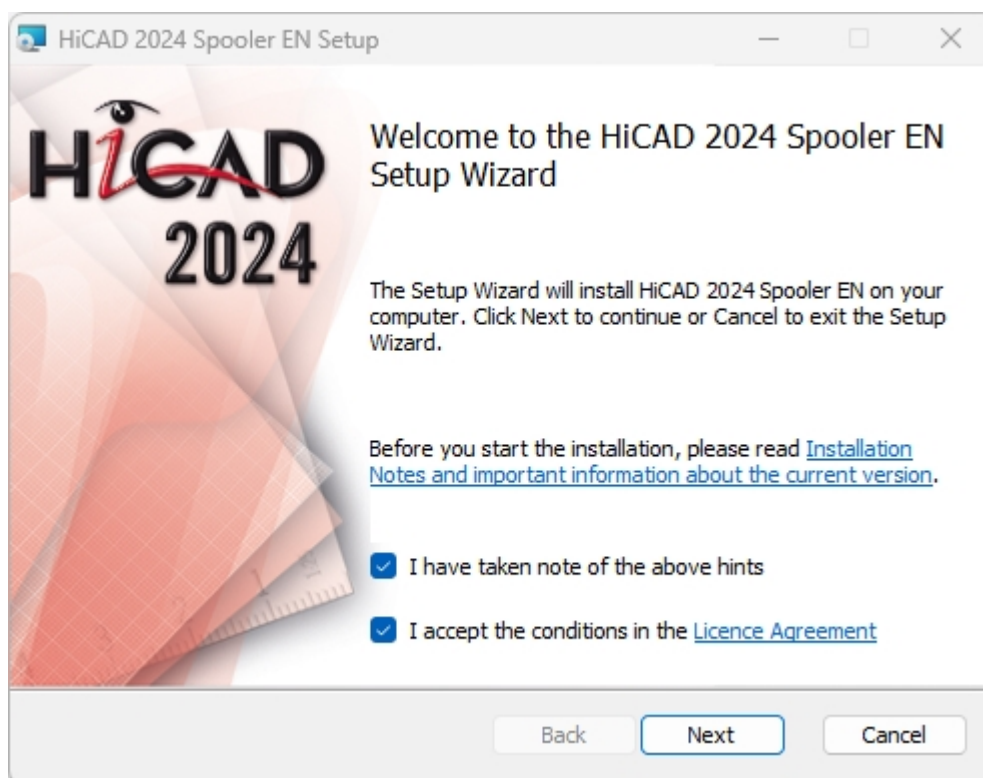 HiCAD 2024 Spooler EN Setup
HiCAD
2024
Welcome to the HiCAD 2024 Spooler EN
Setup Wizard
The Setup Wizard will install HiCAD 2024 Spooler EN on your
computer. Click Next to continue or Cancel to exit the Setup
Wizard.
Before you start the installation, please read Installation
Notes and important information about the current version.
I have taken note of the above hints
I accept the conditions in the Licence Agreement
Back Next Cancel